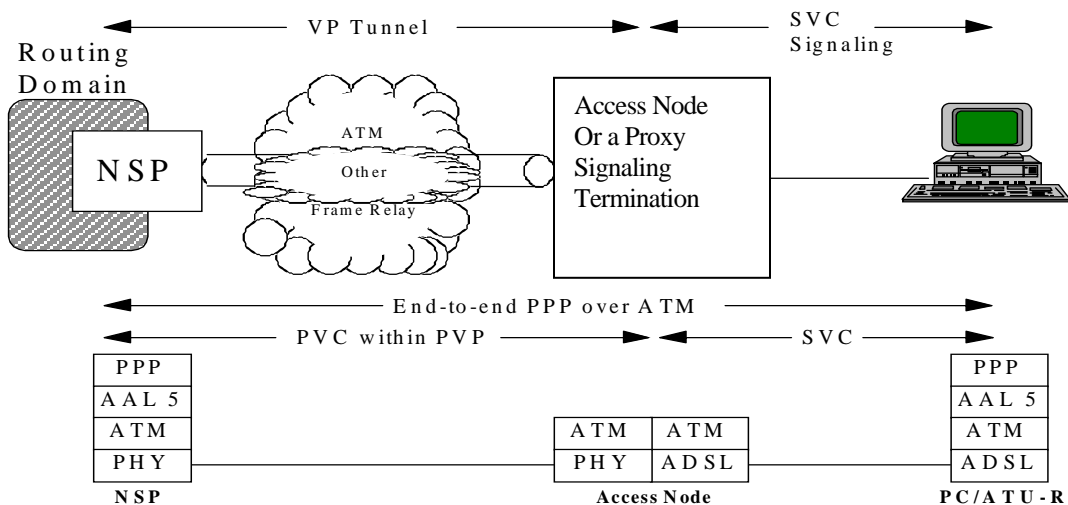 VP Tunnel
SVC
Signaling
Routing
Domain
NSP
ATM
Other
Frame Relay
Access Node
Or a Proxy
Signaling
Termination
End-to-end PPP over ATM
PVC within PVP
SVC
PPP
AAL 5
ATM
PHY
NSP
ATM
ATM
PHY
ADSL
Access Node
PPP
AAL 5
ATM
ADSL
PC/ATU-R